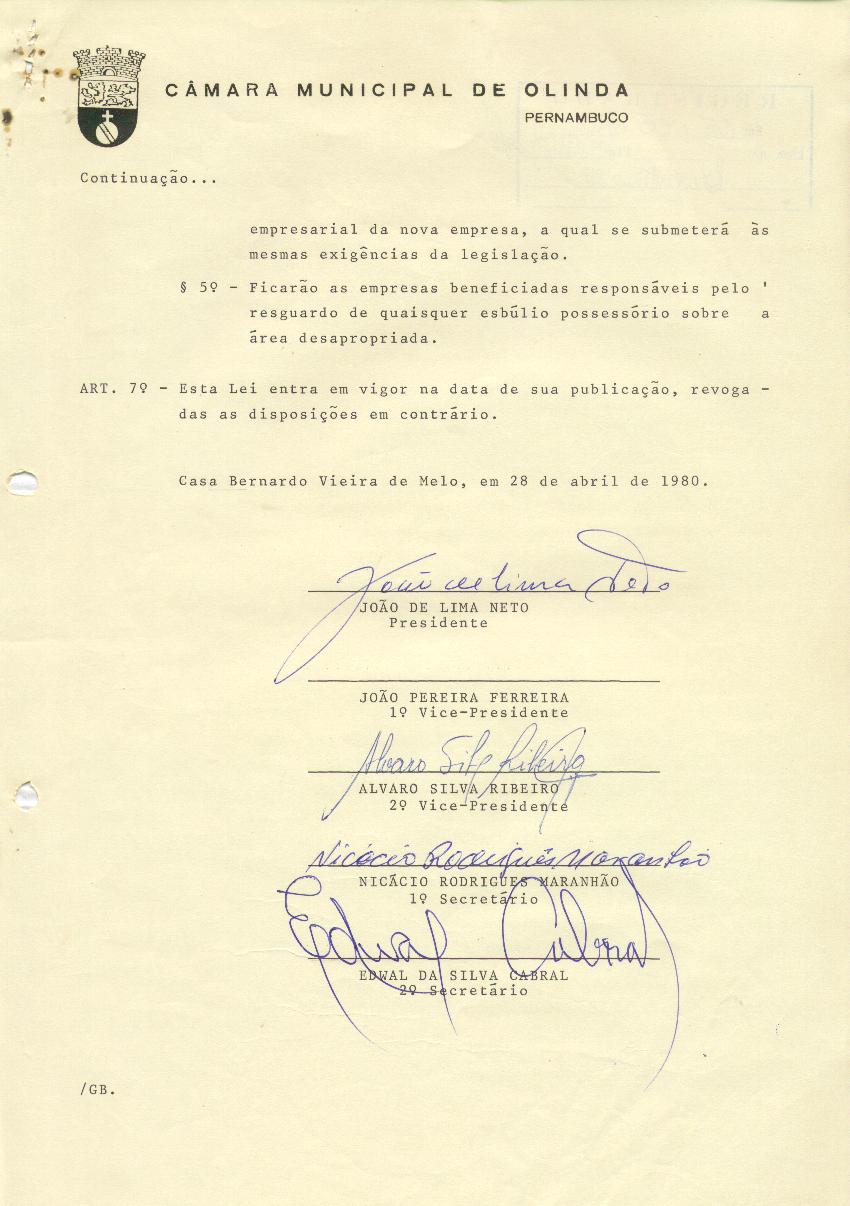 CÂMARA MUNICIPAL DE OLINDA
PERNAMBUCO
Continuação...
empresarial da nova empresa, a qual se submeterá às
mesmas exigências da legislação.
§ 5º - Ficarão as empresas beneficiadas responsáveis pelo '
resguardo de quaisquer esbúlio possessório sobre a
área desapropriada.
ART. 7º - Esta Lei entra em vigor na data de sua publicação, revoga -
das as disposições em contrário.
Casa Bernardo Vieira de Melo, em 28 de abril de 1980.
João de Lima Neto
JOÃO DE LIMA NETO
Presidente
JOÃO PEREIRA FERREIRA
1º Vice-Presidente
Alvaro Silva Ribeiro
ALVARO SILVA RIBEIRO
2º Vice-Presidente
Nicácio Rodrigues Maranhão
NICÁCIO RODRIGUES MARANHÃO
1º Secretário
Edwal Cabral
EDWAL DA SILVA CABRAL
2º Secretário
/GB.